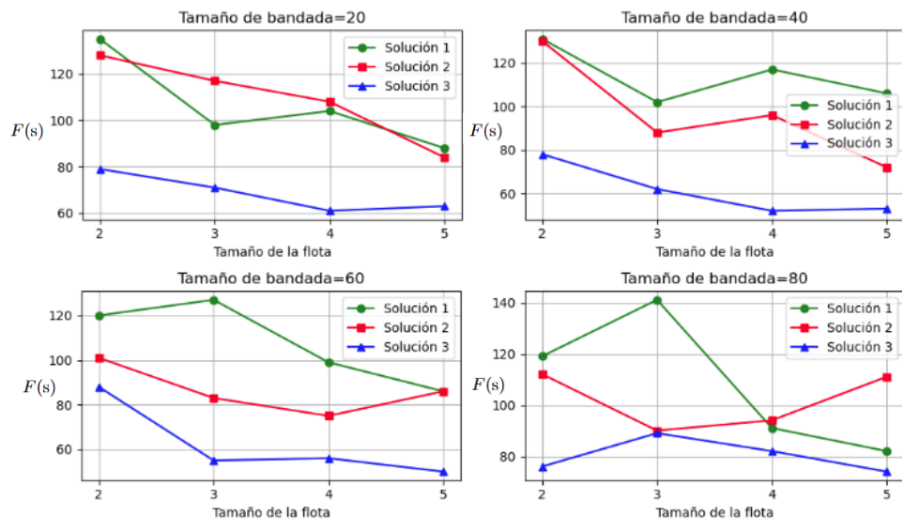 Tamaño de bandada=20
120
100
80
60
F(s)
Solución 1
Solución 2
Solución 3
2 3 4 5
Tamaño de la flota
Tamaño de bandada=40
120
100
80
60
F(s)
Solución 1
Solución 2
Solución 3
2 3 4 5
Tamaño de la flota
Tamaño de bandada=60
120
100
80
60
F(s)
Solución 1
Solución 2
Solución 3
2 3 4 5
Tamaño de la flota
Tamaño de bandada=80
140
120
100
80
F(s)
Solución 1
Solución 2
Solución 3
2 3 4 5
Tamaño de la flota